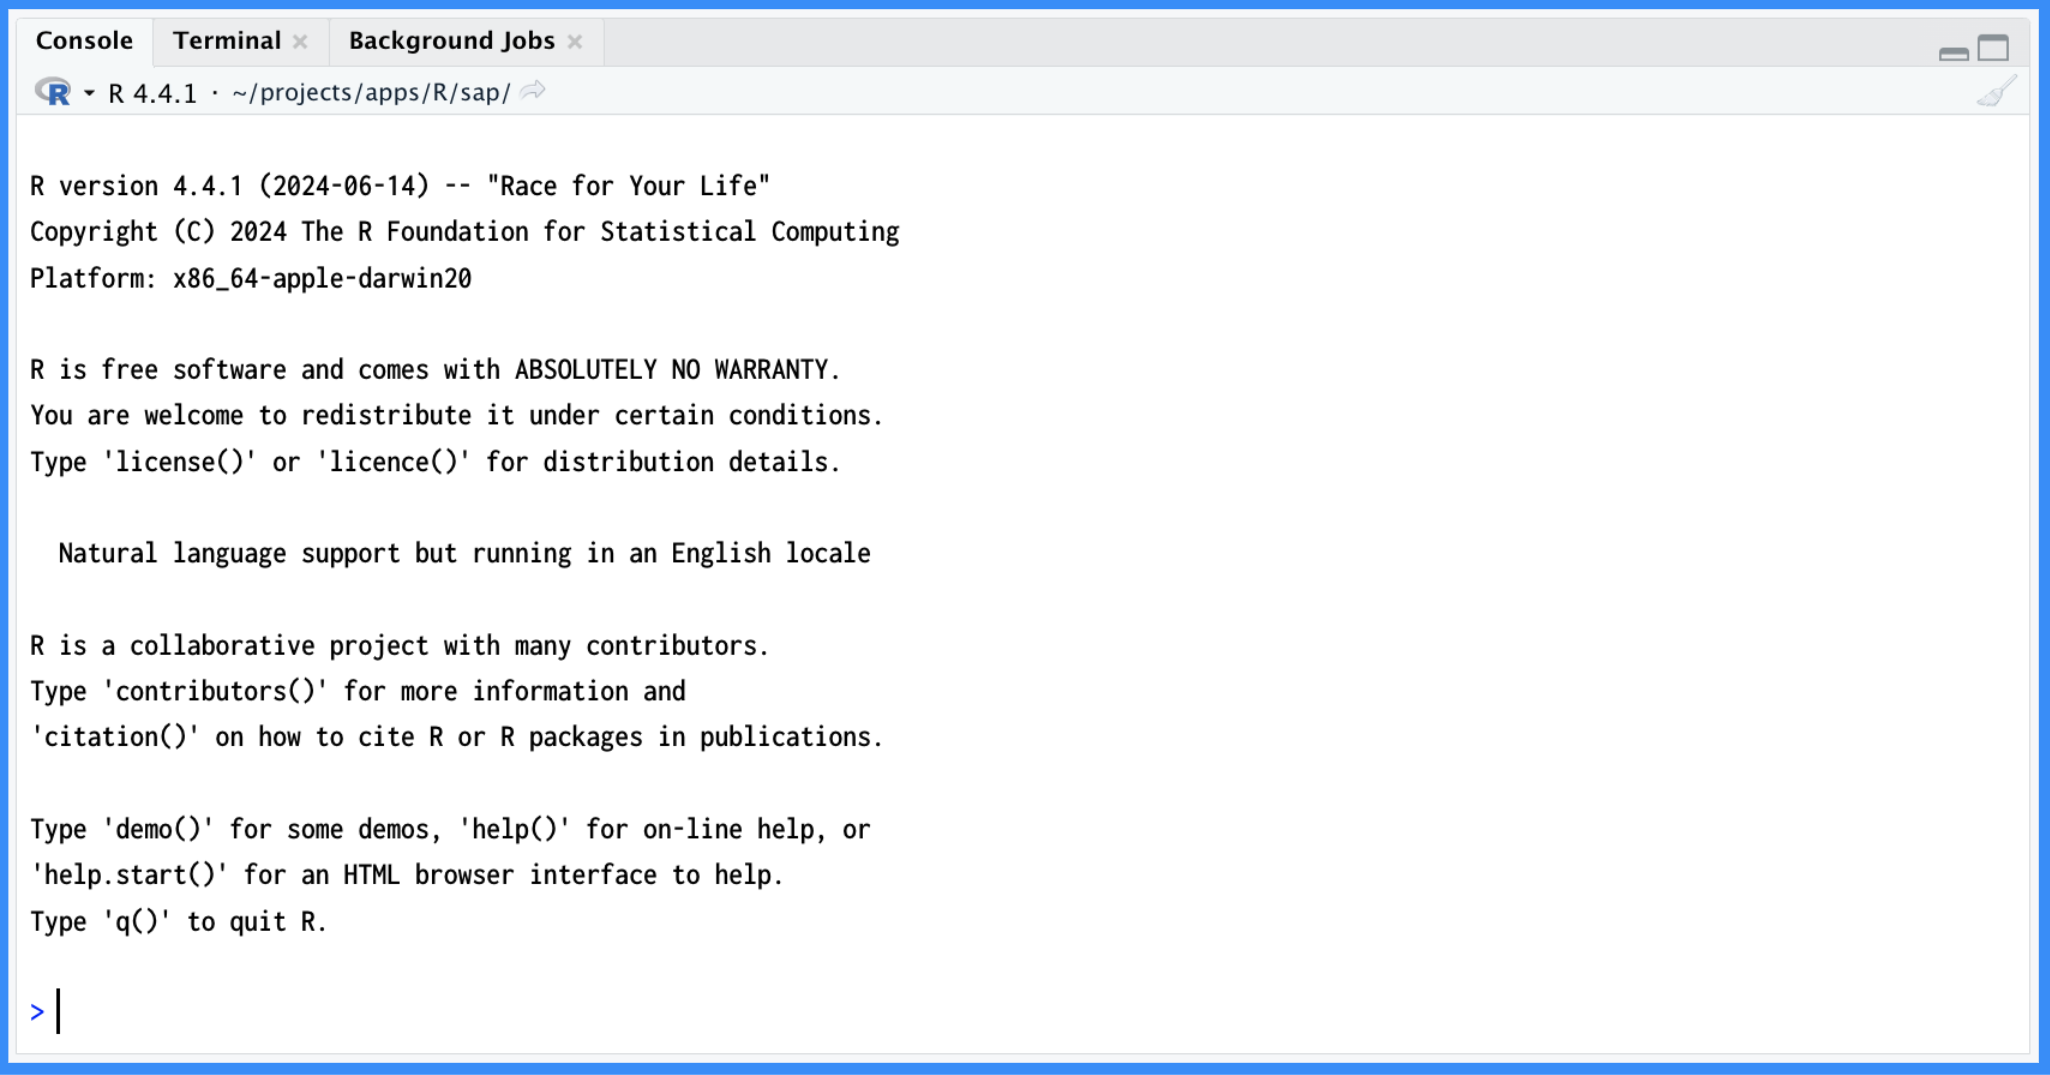 Console Terminal Background Jobs
R R 4.4.1 · ~/projects/apps/R/sap/
R version 4.4.1 (2024-06-14) -- "Race for Your Life"
Copyright (C) 2024 The R Foundation for Statistical Computing
Platform: x86_64-apple-darwin20
R is free software and comes with ABSOLUTELY NO WARRANTY.
You are welcome to redistribute it under certain conditions.
Type 'license()' or 'licence()' for distribution details.
Natural language support but running in an English locale
R is a collaborative project with many contributors.
Type 'contributors()' for more information and
'citation()' on how to cite R or R packages in publications.
Type 'demo()' for some demos, 'help()' for on-line help, or
'help.start()' for an HTML browser interface to help.
Type 'q()' to quit R.
>